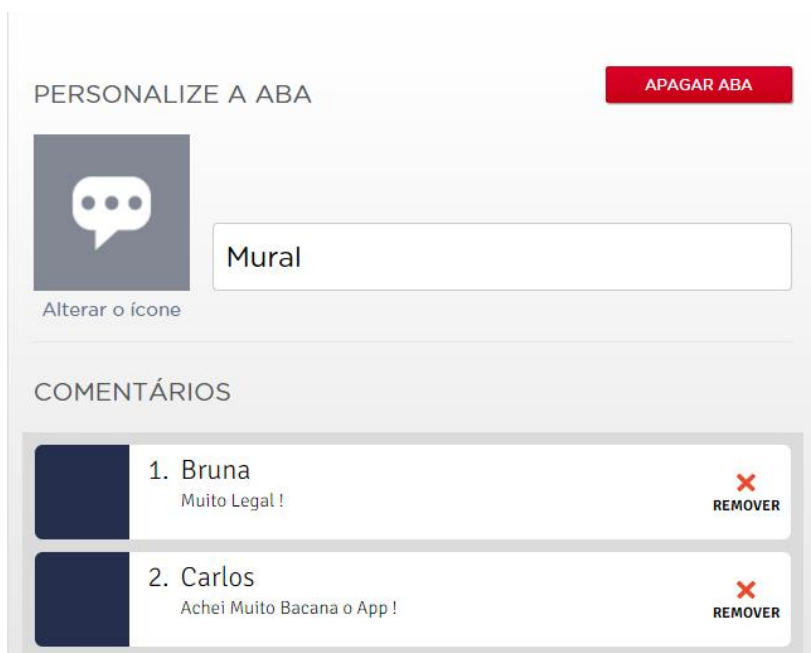 PERSONALIZE A ABA
APAGAR ABA
Mural
Alterar o ícone
COMENTÁRIOS
1. Bruna
Muito Legal !
REMOVER
2. Carlos
Achei Muito Bacana o App !
REMOVER